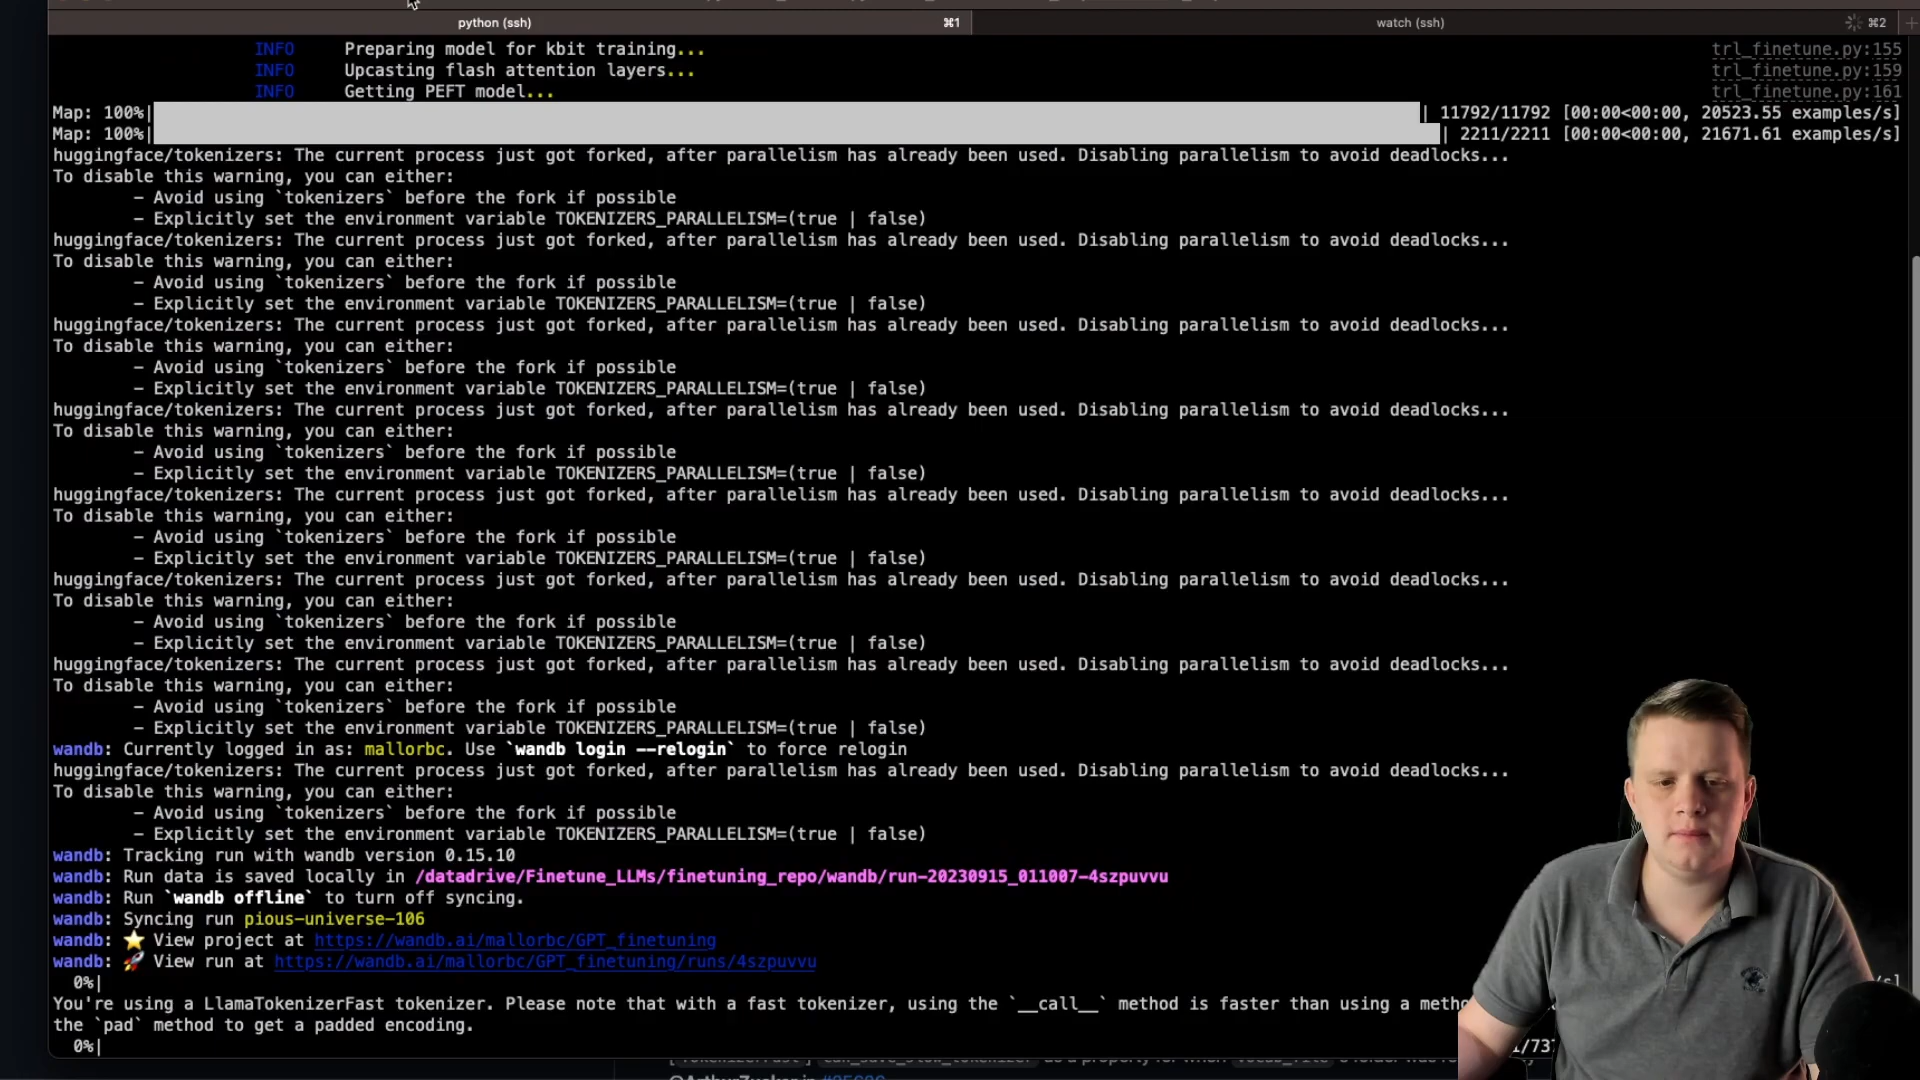 python (ssh) ⌘1 watch (ssh) ⌘2
INFO Preparing model for kbit training... trl_finetune.py:155
INFO Upcasting flash attention layers... trl_finetune.py:159
INFO Getting PEFT model... trl_finetune.py:161
Map: 100%| | 11792/11792 [00:00<00:00, 20523.55 examples/s]
Map: 100%| | 2211/2211 [00:00<00:00, 21671.61 examples/s]
huggingface/tokenizers: The current process just got forked, after parallelism has already been used. Disabling parallelism to avoid deadlocks...
To disable this warning, you can either:
- Avoid using `tokenizers` before the fork if possible
- Explicitly set the environment variable TOKENIZERS_PARALLELISM=(true | false)
huggingface/tokenizers: The current process just got forked, after parallelism has already been used. Disabling parallelism to avoid deadlocks...
To disable this warning, you can either:
- Avoid using `tokenizers` before the fork if possible
- Explicitly set the environment variable TOKENIZERS_PARALLELISM=(true | false)
huggingface/tokenizers: The current process just got forked, after parallelism has already been used. Disabling parallelism to avoid deadlocks...
To disable this warning, you can either:
- Avoid using `tokenizers` before the fork if possible
- Explicitly set the environment variable TOKENIZERS_PARALLELISM=(true | false)
huggingface/tokenizers: The current process just got forked, after parallelism has already been used. Disabling parallelism to avoid deadlocks...
To disable this warning, you can either:
- Avoid using `tokenizers` before the fork if possible
- Explicitly set the environment variable TOKENIZERS_PARALLELISM=(true | false)
huggingface/tokenizers: The current process just got forked, after parallelism has already been used. Disabling parallelism to avoid deadlocks...
To disable this warning, you can either:
- Avoid using `tokenizers` before the fork if possible
- Explicitly set the environment variable TOKENIZERS_PARALLELISM=(true | false)
huggingface/tokenizers: The current process just got forked, after parallelism has already been used. Disabling parallelism to avoid deadlocks...
To disable this warning, you can either:
- Avoid using `tokenizers` before the fork if possible
- Explicitly set the environment variable TOKENIZERS_PARALLELISM=(true | false)
huggingface/tokenizers: The current process just got forked, after parallelism has already been used. Disabling parallelism to avoid deadlocks...
To disable this warning, you can either:
- Avoid using `tokenizers` before the fork if possible
- Explicitly set the environment variable TOKENIZERS_PARALLELISM=(true | false)
wandb: Currently logged in as: mallorbc. Use `wandb login --relogin` to force relogin
huggingface/tokenizers: The current process just got forked, after parallelism has already been used. Disabling parallelism to avoid deadlocks...
To disable this warning, you can either:
- Avoid using `tokenizers` before the fork if possible
- Explicitly set the environment variable TOKENIZERS_PARALLELISM=(true | false)
wandb: Tracking run with wandb version 0.15.10
wandb: Run data is saved locally in /datadrive/Finetune_LLMs/finetuning_repo/wandb/run-20230915_011007-4szpuvvu
wandb: Run `wandb offline` to turn off syncing.
wandb: Syncing run pious-universe-106
wandb: ⭐ View project at https://wandb.ai/mallorbc/GPT_finetuning
wandb: 🚀 View run at https://wandb.ai/mallorbc/GPT_finetuning/runs/4szpuvvu
0%|
You're using a LlamaTokenizerFast tokenizer. Please note that with a fast tokenizer, using the `__call__` method is faster than using a
the `pad` method to get a padded encoding.
0%|